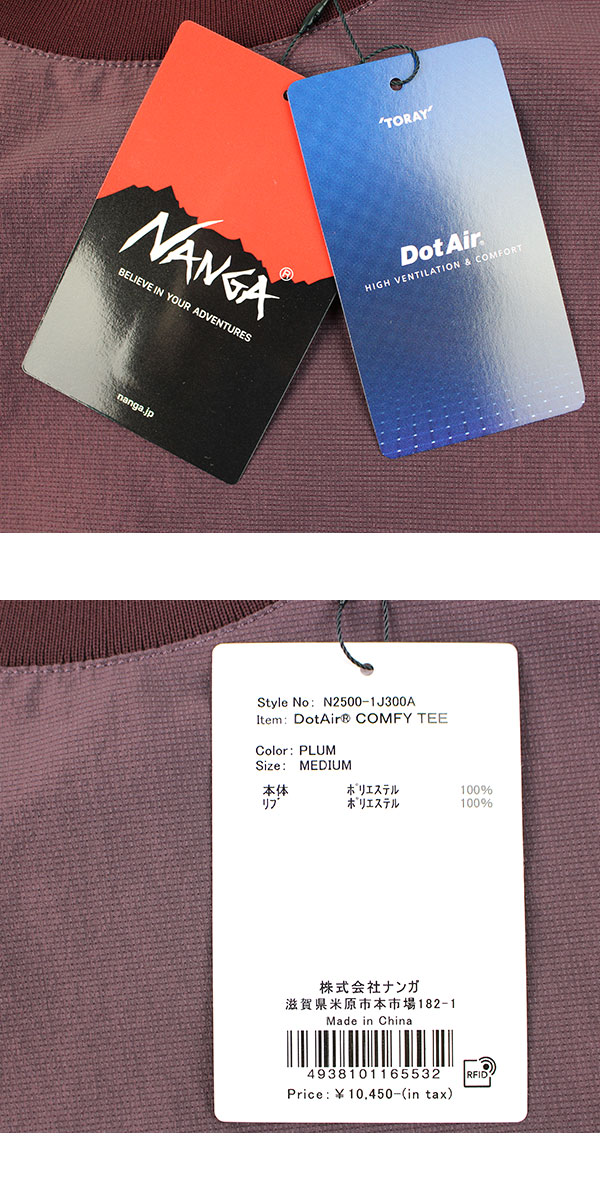 NANGA®
BELIEVE IN YOUR ADVENTURES
nanga.jp
'TORAY'
DotAir®
HIGH VENTILATION & COMFORT
Style No: N2500-1J300A
Item: DotAir® COMFY TEE
Color: PLUM
Size: MEDIUM
本体 ポリエステル 100%
リブ ポリエステル 100%
株式会社ナンガ
滋賀県米原市本市場182-1
Made in China
4938101165532
RFID
Price: ¥10,450-(in tax)